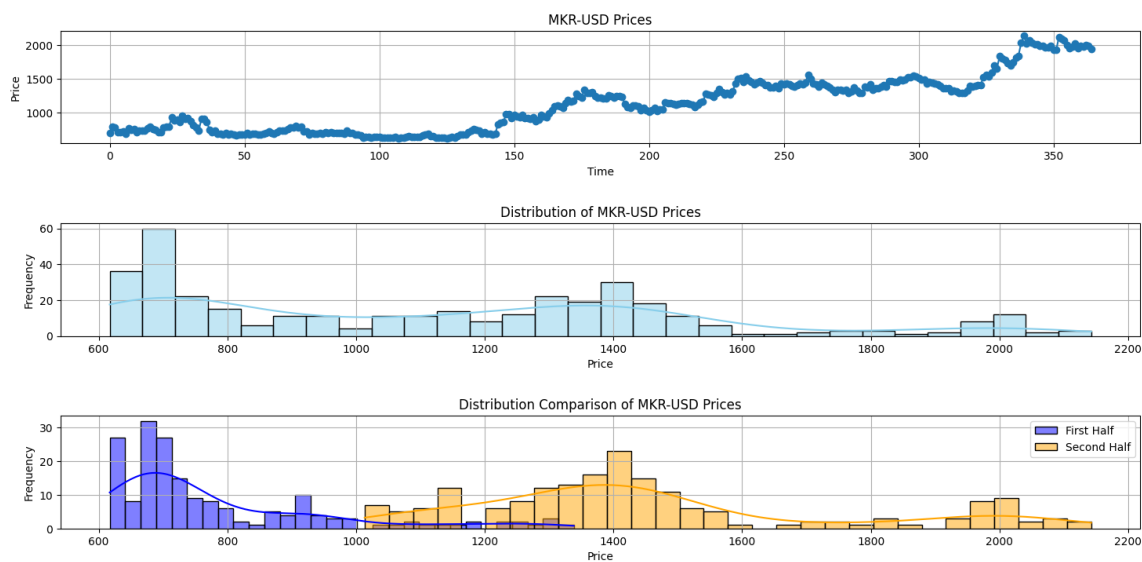 MKR-USD Prices
Price
2000
1500
1000
0 50 100 150 200 250 300 350
Time
Distribution of MKR-USD Prices
Frequency
60
40
20
0
600 800 1000 1200 1400 1600 1800 2000 2200
Price
Distribution Comparison of MKR-USD Prices
First Half
Second Half
Frequency
30
20
10
0
600 800 1000 1200 1400 1600 1800 2000 2200
Price